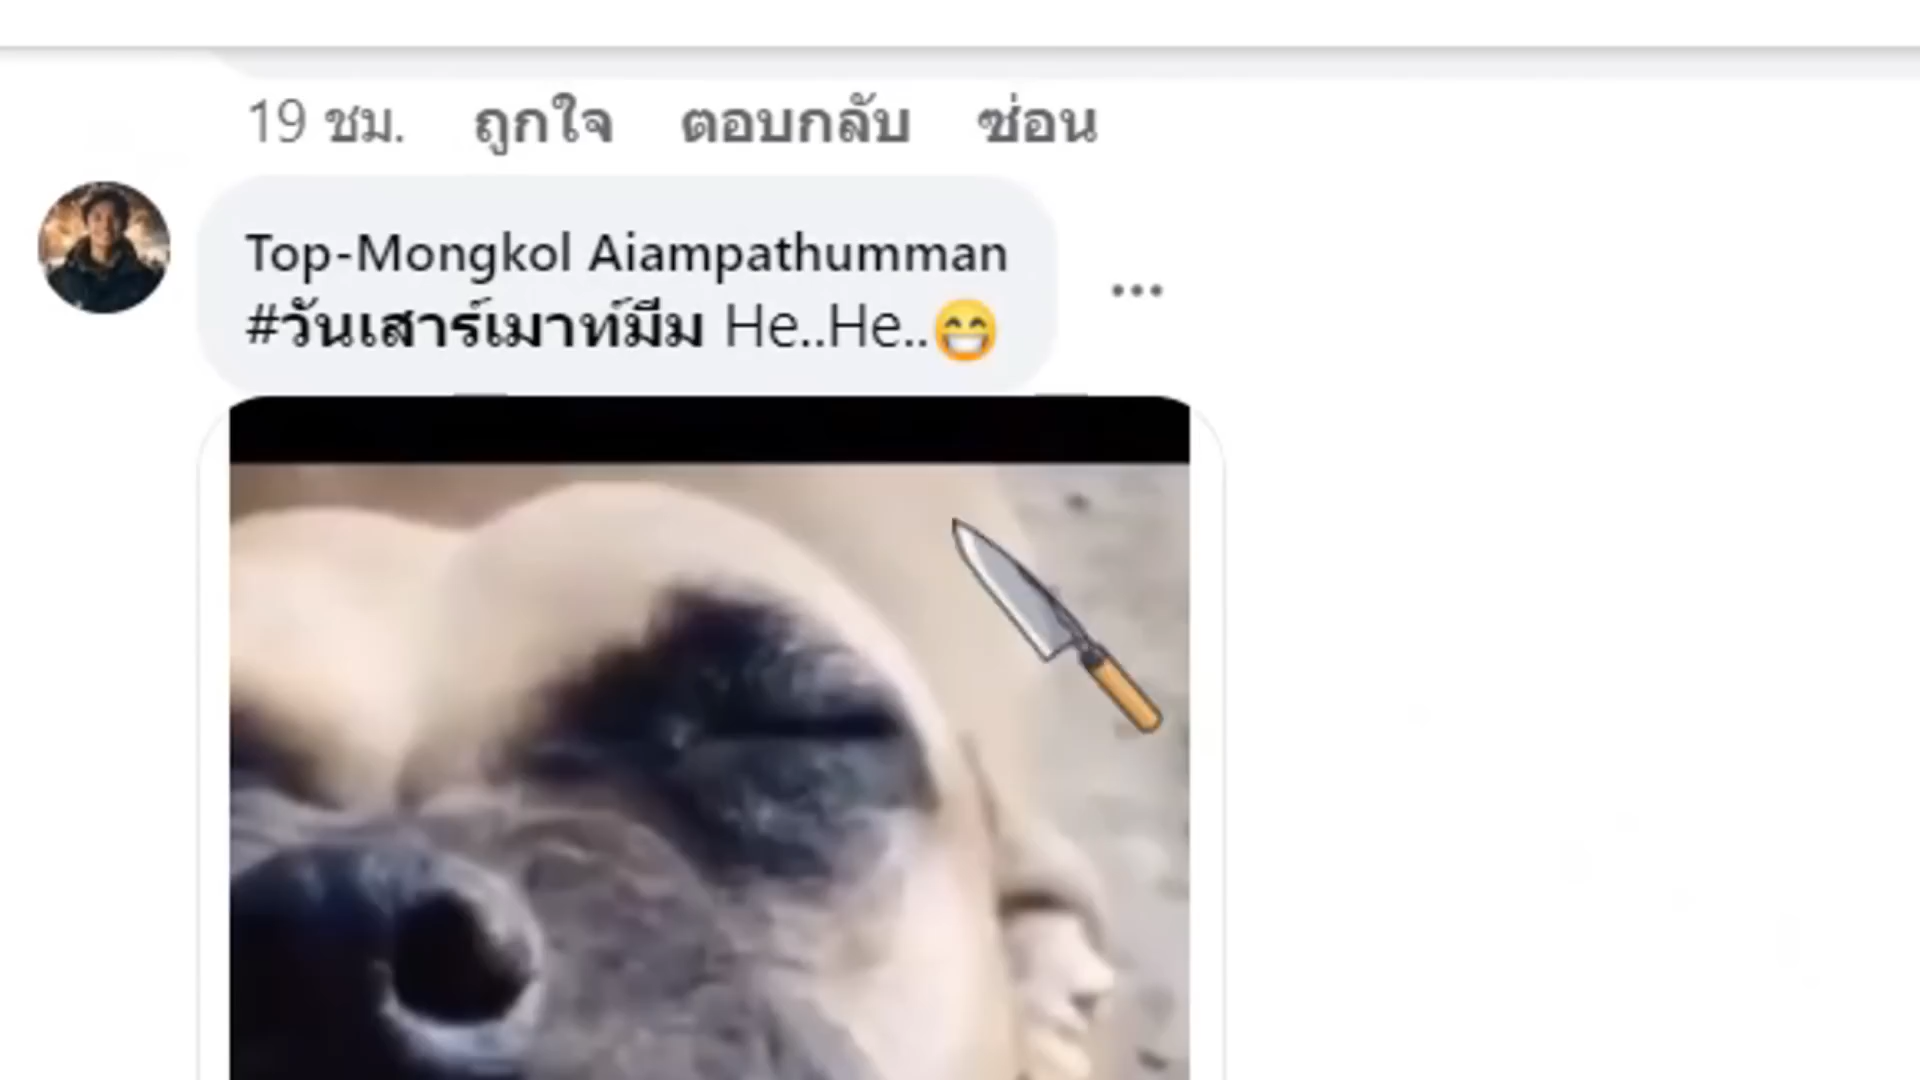 19 ชม. ถูกใจ ตอบกลับ ซ่อน
Top-Mongkol Aiampathumman
#วันเสาร์เมาท์มีม He..He..😁